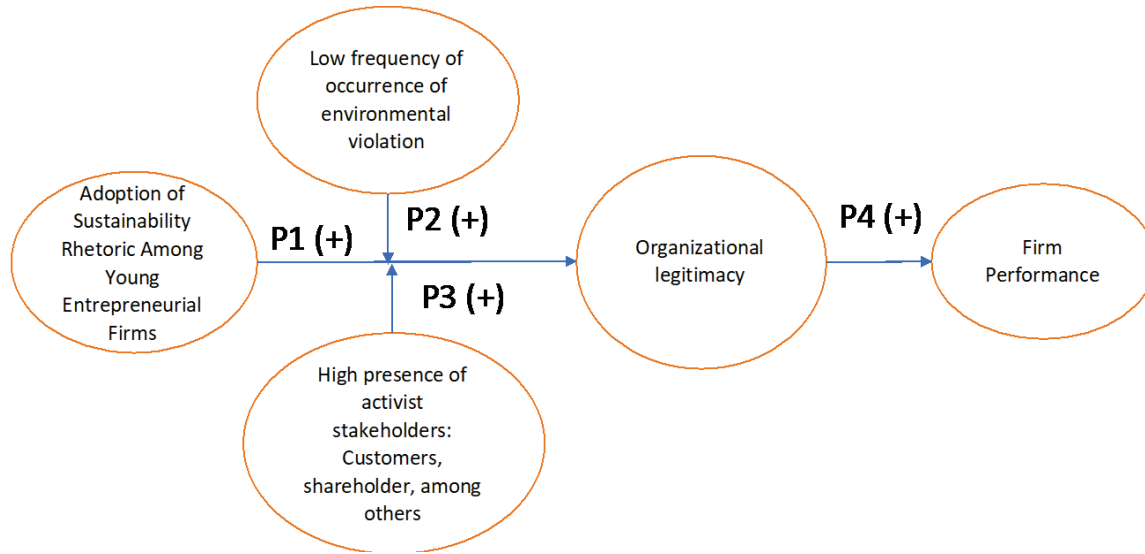 Low frequency of
occurrence of
environmental
violation
Adoption of
Sustainability
Rhetoric Among
Young
Entrepreneurial
Firms
P1 (+)
P2 (+)
P3 (+)
High presence of
activist
stakeholders:
Customers,
shareholder, among
others
Organizational
legitimacy
P4 (+)
Firm
Performance